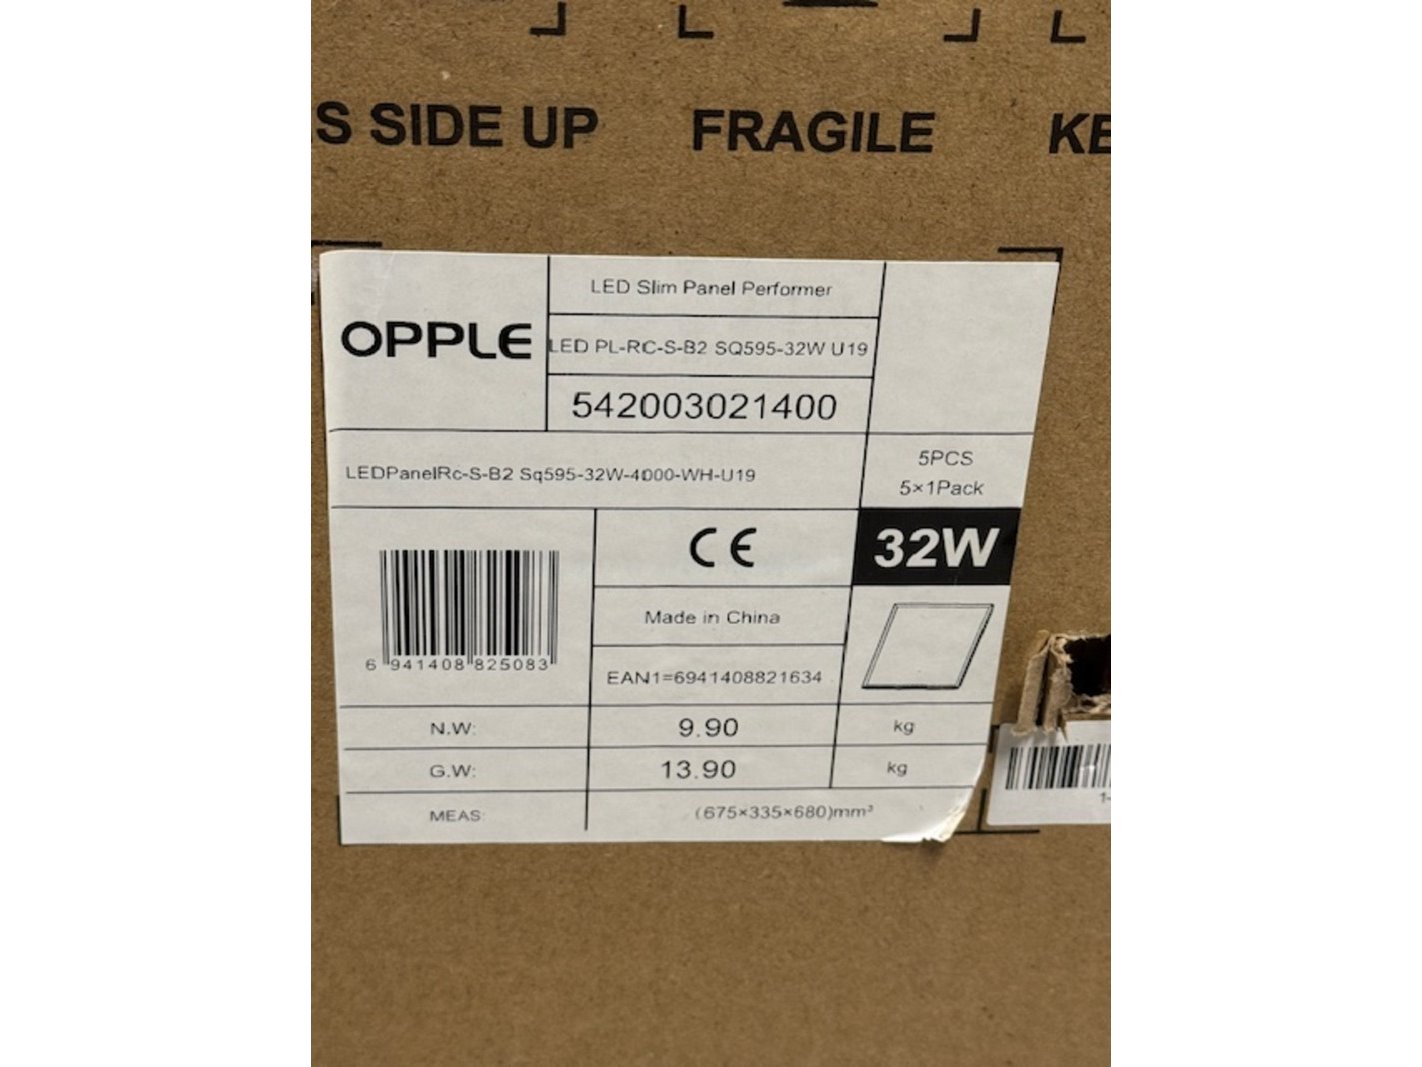 S SIDE UP
FRAGILE
KE
OPPLE
LED Slim Panel Performer
LED PL-RC-S-B2 SQ595-32W U19
542003021400
LEDPanelRc-S-B2 Sq595-32W-4000-WH-U19
5PCS
5×1Pack
CE
32W
Made in China
EAN1=6941408821634
6 941408 825083
N.W: 9.90 kg
G.W: 13.90 kg
MEAS: (675×335×680)mm³
1-